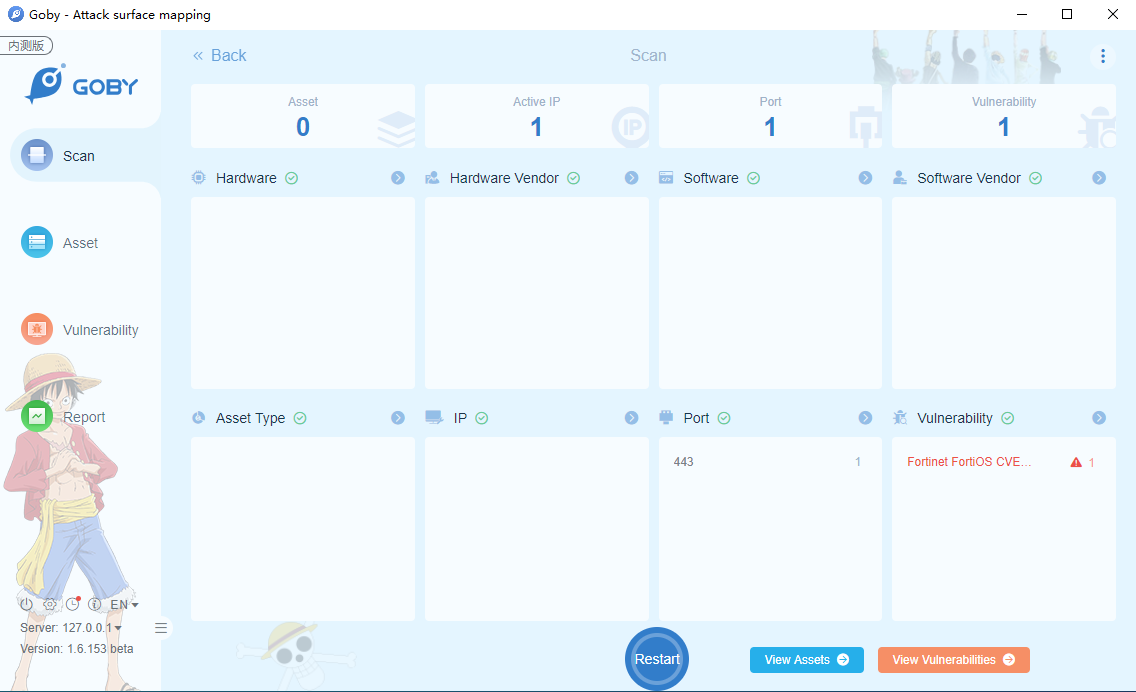 Goby - Attack surface mapping
内测版
GOBY
Scan
Asset
Vulnerability
Report
EN
Server: 127.0.0.1
Version: 1.6.153 beta
« Back
Scan
Asset
0
Active IP
1
IP
Port
1
Vulnerability
1
Hardware
Hardware Vendor
Software
Software Vendor
Asset Type
IP
Port
Vulnerability
443 1
Fortinet FortiOS CVE... 1
Restart
View Assets
View Vulnerabilities